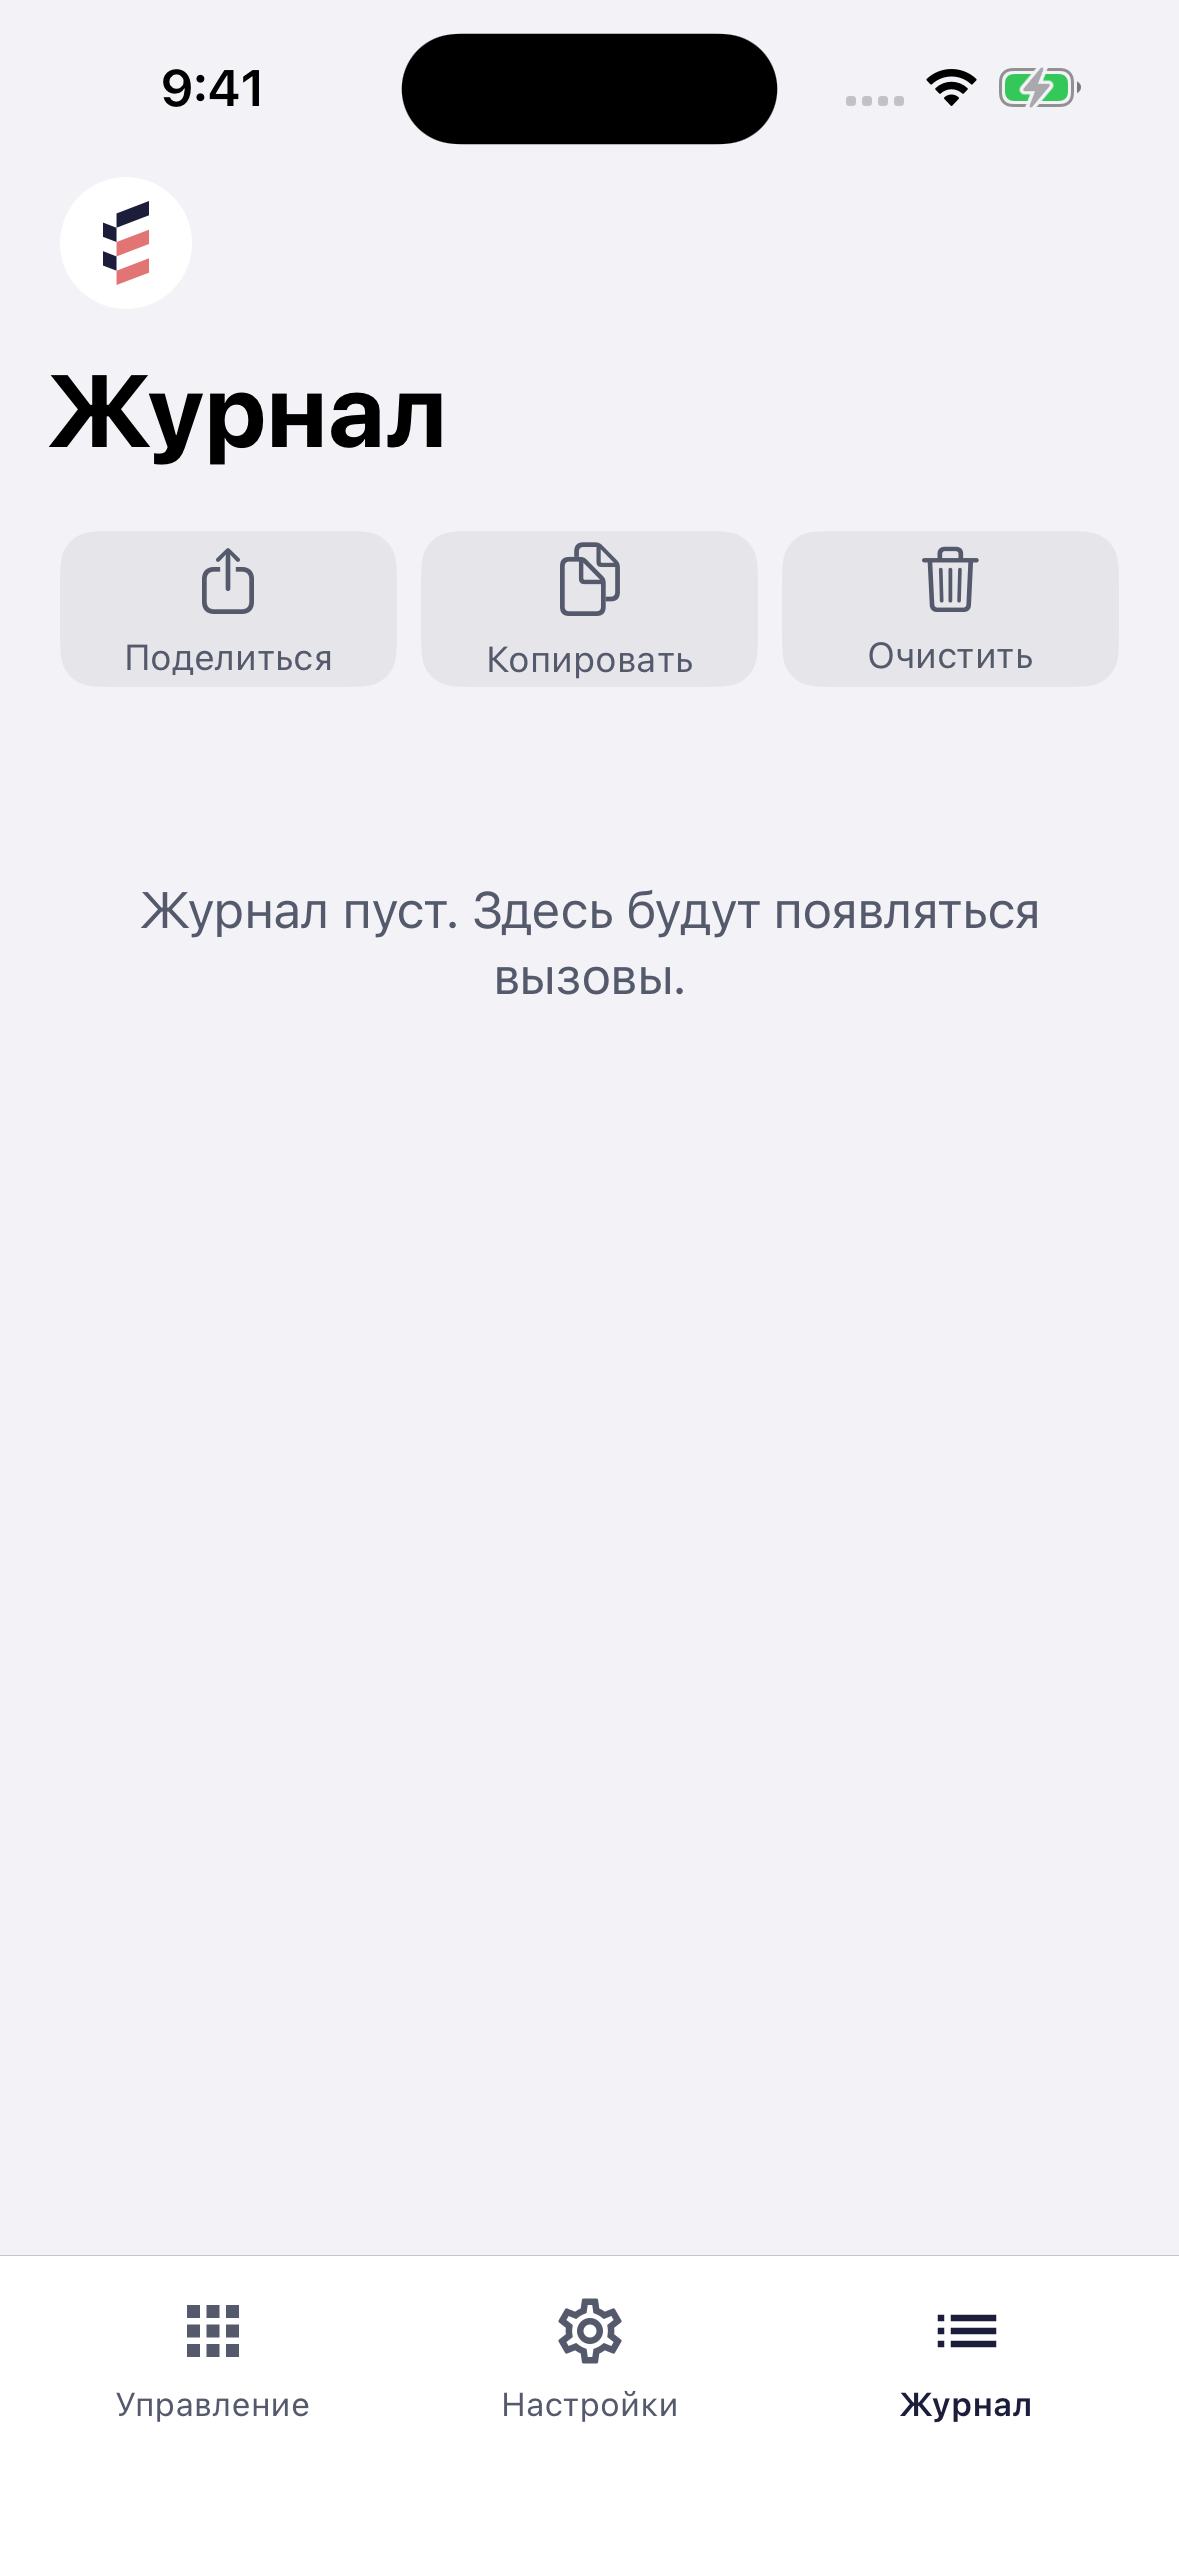 9:41
Журнал
Поделиться
Копировать
Очистить
Журнал пуст. Здесь будут появляться
вызовы.
Управление
Настройки
Журнал